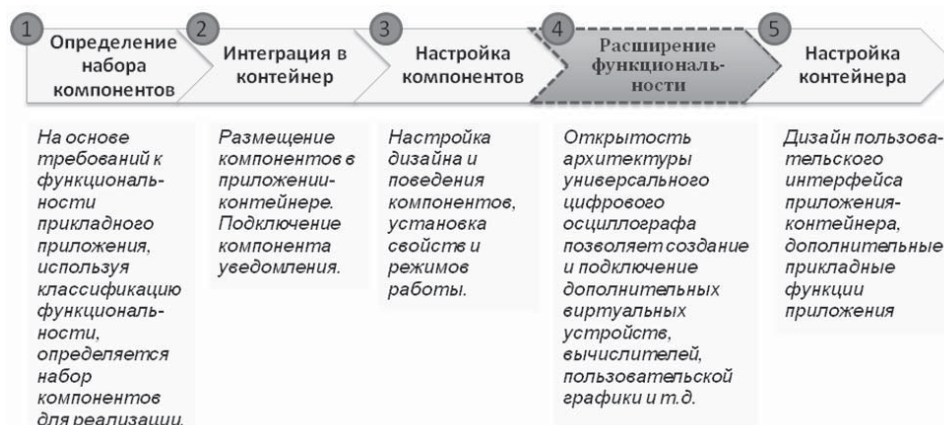 1
Определение
набора
компонентов
2
Интеграция в
контейнер
3
Настройка
компонентов
4
Расширение
функциональ-
ности
5
Настройка
контейнера
На основе
требований к
функциональ-
ности
прикладного
приложения,
используя
классификацию
функциональ-
ности,
определяется
набор
компонентов
для реализации.
Размещение
компонентов в
приложении-
контейнере.
Подключение
компонента
уведомления.
Настройка
дизайна и
поведения
компонентов,
установка
свойств и
режимов
работы.
Открытость
архитектуры
универсального
цифрового
осциллографа
позволяет создание
и подключение
дополнительных
виртуальных
устройств,
вычислителей,
пользовательской
графики и т.д.
Дизайн пользова-
тельского
интерфейса
приложения-
контейнера,
дополнительные
прикладные
функции
приложения